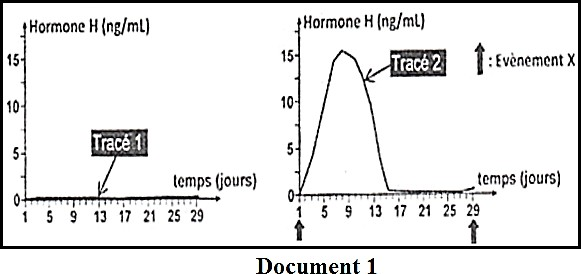 Hormone H (ng/mL)
15
10
5
0
Tracé 1
temps (jours)
1 5 9 13 17 21 25 29
Hormone H (ng/mL)
15
10
5
0
Tracé 2
: Evènement X
temps (jours)
1 5 9 13 17 21 25 29
Document 1